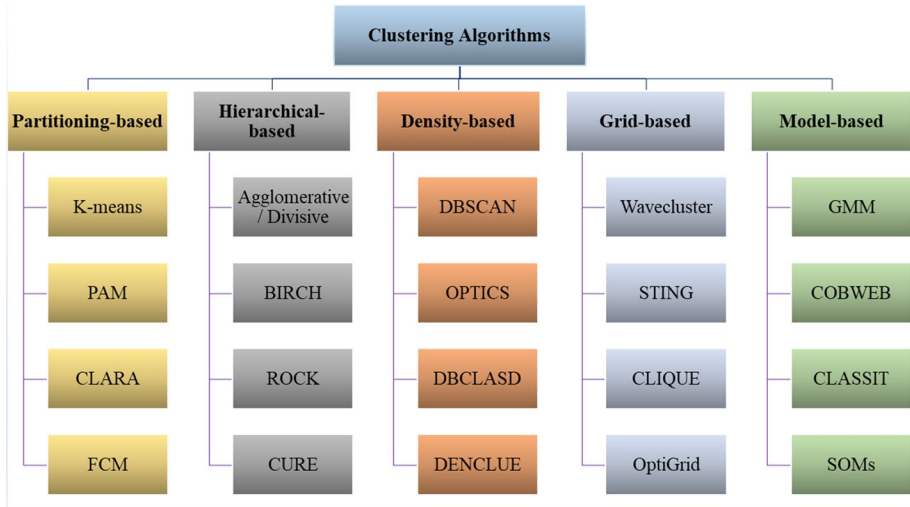 Clustering Algorithms
Partitioning-based
Hierarchical-
based
Density-based
Grid-based
Model-based
K-means
Agglomerative
/ Divisive
DBSCAN
Wavecluster
GMM
PAM
BIRCH
OPTICS
STING
COBWEB
CLARA
ROCK
DBCLASD
CLIQUE
CLASSIT
FCM
CURE
DENCLUE
OptiGrid
SOMs